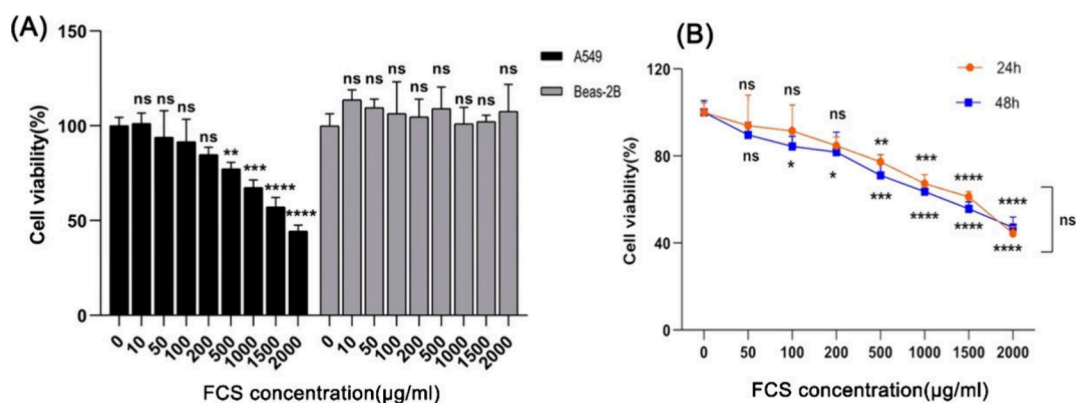 (A)
150
100
50
0
Cell viability(%)
ns
ns
ns
ns
**
***
****
****
ns
ns
ns
ns
ns
ns
ns
ns
A549
Beas-2B
0
10
50
100
200
500
1000
1500
2000
0
10
50
100
200
500
1000
1500
2000
FCS concentration(μg/ml)
(B)
120
80
40
0
Cell viability(%)
24h
48h
ns
ns
ns
**
***
****
****
ns
*
*
***
****
****
****
ns
0
50
100
200
500
1000
1500
2000
FCS concentration(μg/ml)